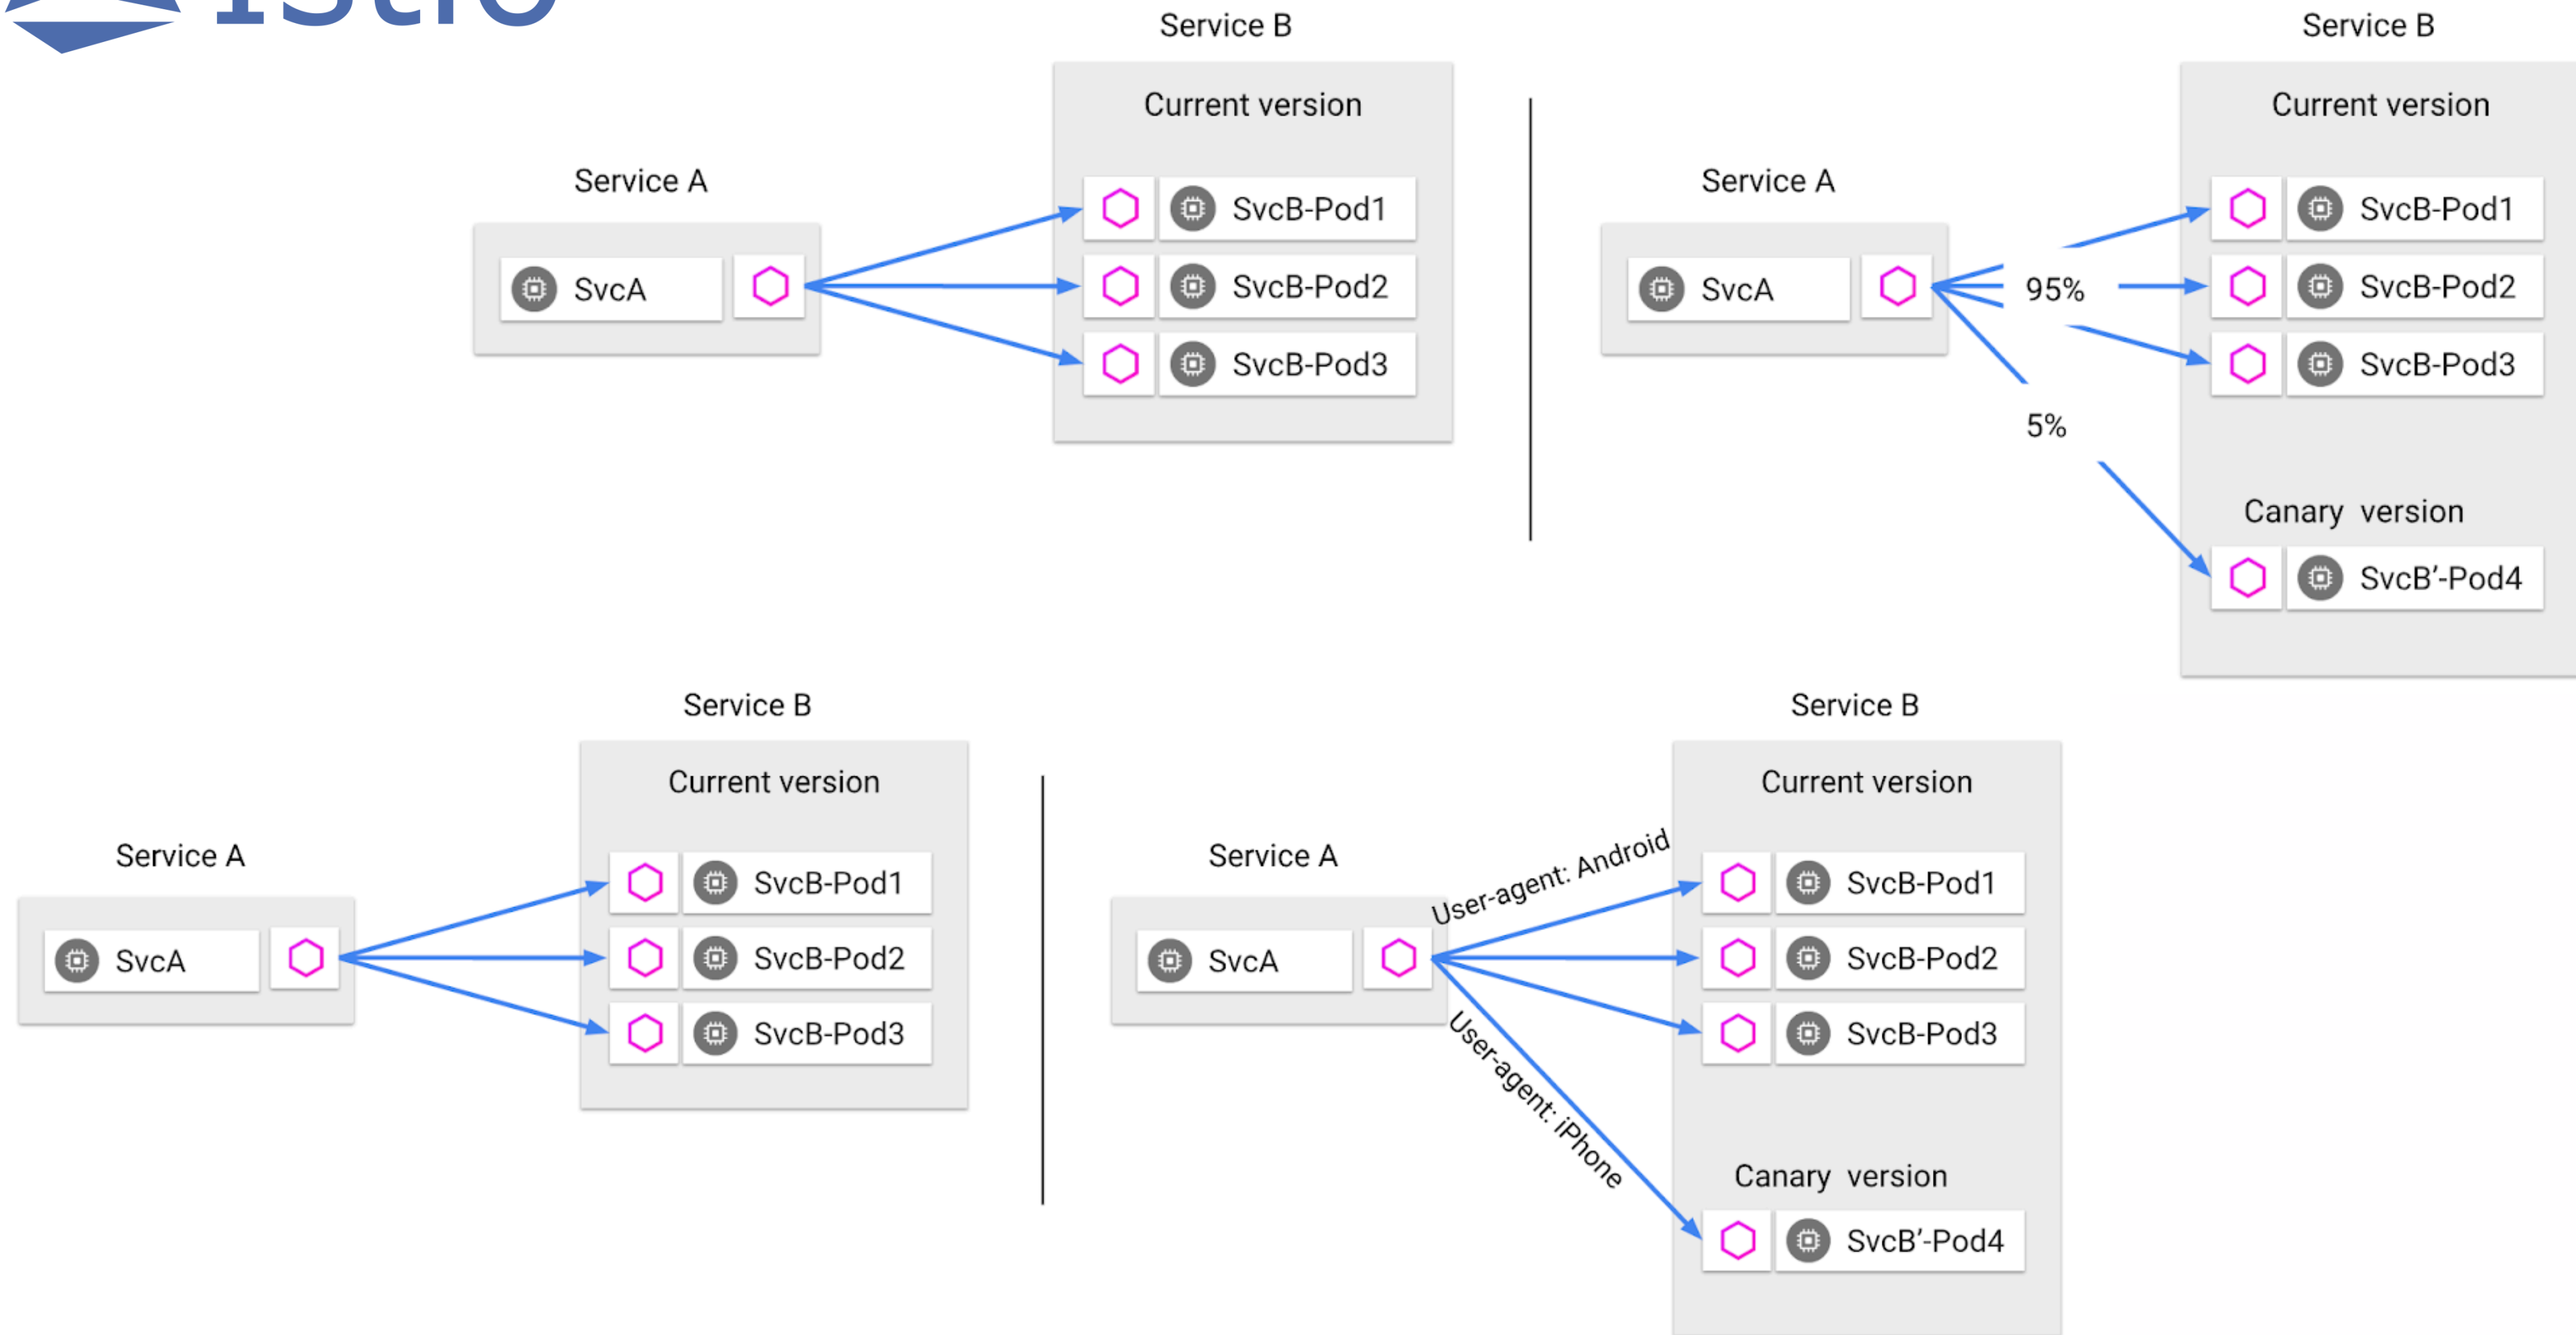 Istio
Service B
Current version
Service A
SvcA
SvcB-Pod1
SvcB-Pod2
SvcB-Pod3
Service B
Current version
Service A
SvcA
95%
5%
SvcB-Pod1
SvcB-Pod2
SvcB-Pod3
Canary version
SvcB’-Pod4
Service B
Current version
Service A
SvcA
SvcB-Pod1
SvcB-Pod2
SvcB-Pod3
Service B
Current version
Service A
SvcA
User-agent: Android
User-agent: iPhone
SvcB-Pod1
SvcB-Pod2
SvcB-Pod3
Canary version
SvcB’-Pod4